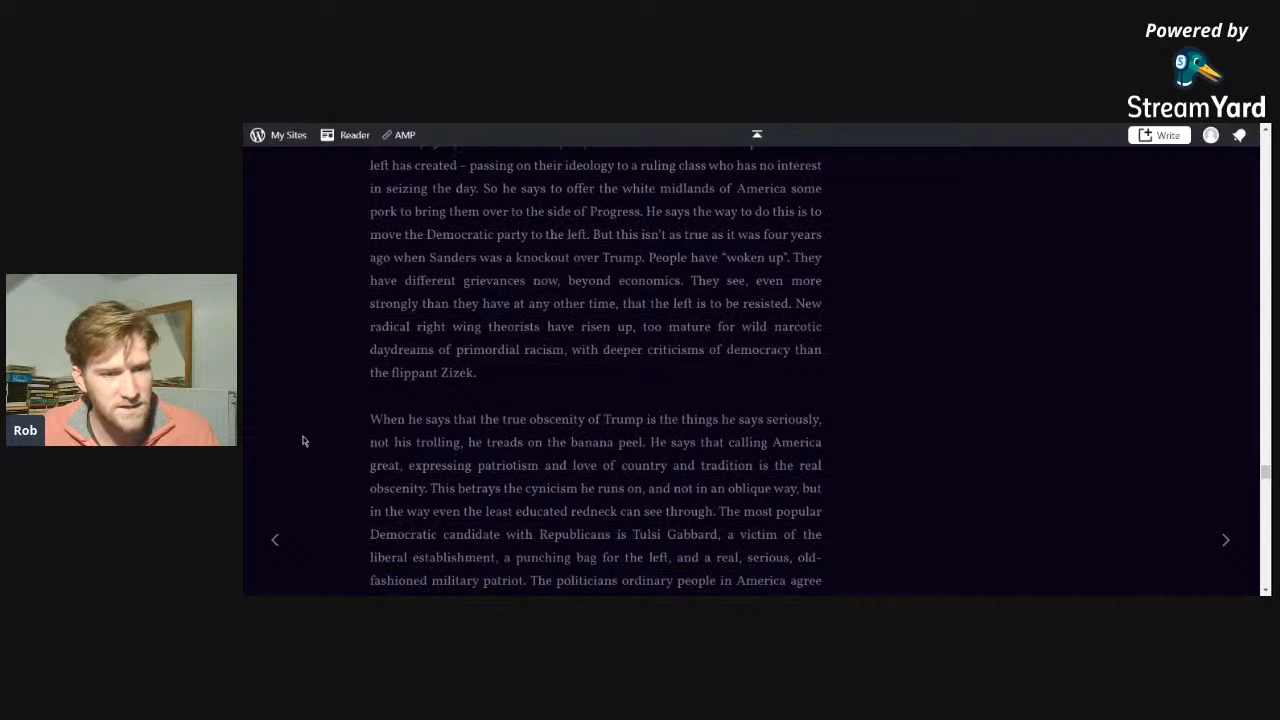 Powered by
StreamYard
My Sites
Reader
AMP
Write
left has created – passing on their ideology to a ruling class who has no interest
in seizing the day. So he says to offer the white midlands of America some
pork to bring them over to the side of Progress. He says the way to do this is to
move the Democratic party to the left. But this isn't as true as it was four years
ago when Sanders was a knockout over Trump. People have “woken up”. They
have different grievances now, beyond economics. They see, even more
strongly than they have at any other time, that the left is to be resisted. New
radical right wing theorists have risen up, too mature for wild narcotic
daydreams of primordial racism, with deeper criticisms of democracy than
the flippant Zizek.
When he says that the true obscenity of Trump is the things he says seriously,
not his trolling, he treads on the banana peel. He says that calling America
great, expressing patriotism and love of country and tradition is the real
obscenity. This betrays the cynicism he runs on, and not in an oblique way, but
in the way even the least educated redneck can see through. The most popular
Democratic candidate with Republicans is Tulsi Gabbard, a victim of the
liberal establishment, a punching bag for the left, and a real, serious, old-
fashioned military patriot. The politicians ordinary people in America agree
Rob